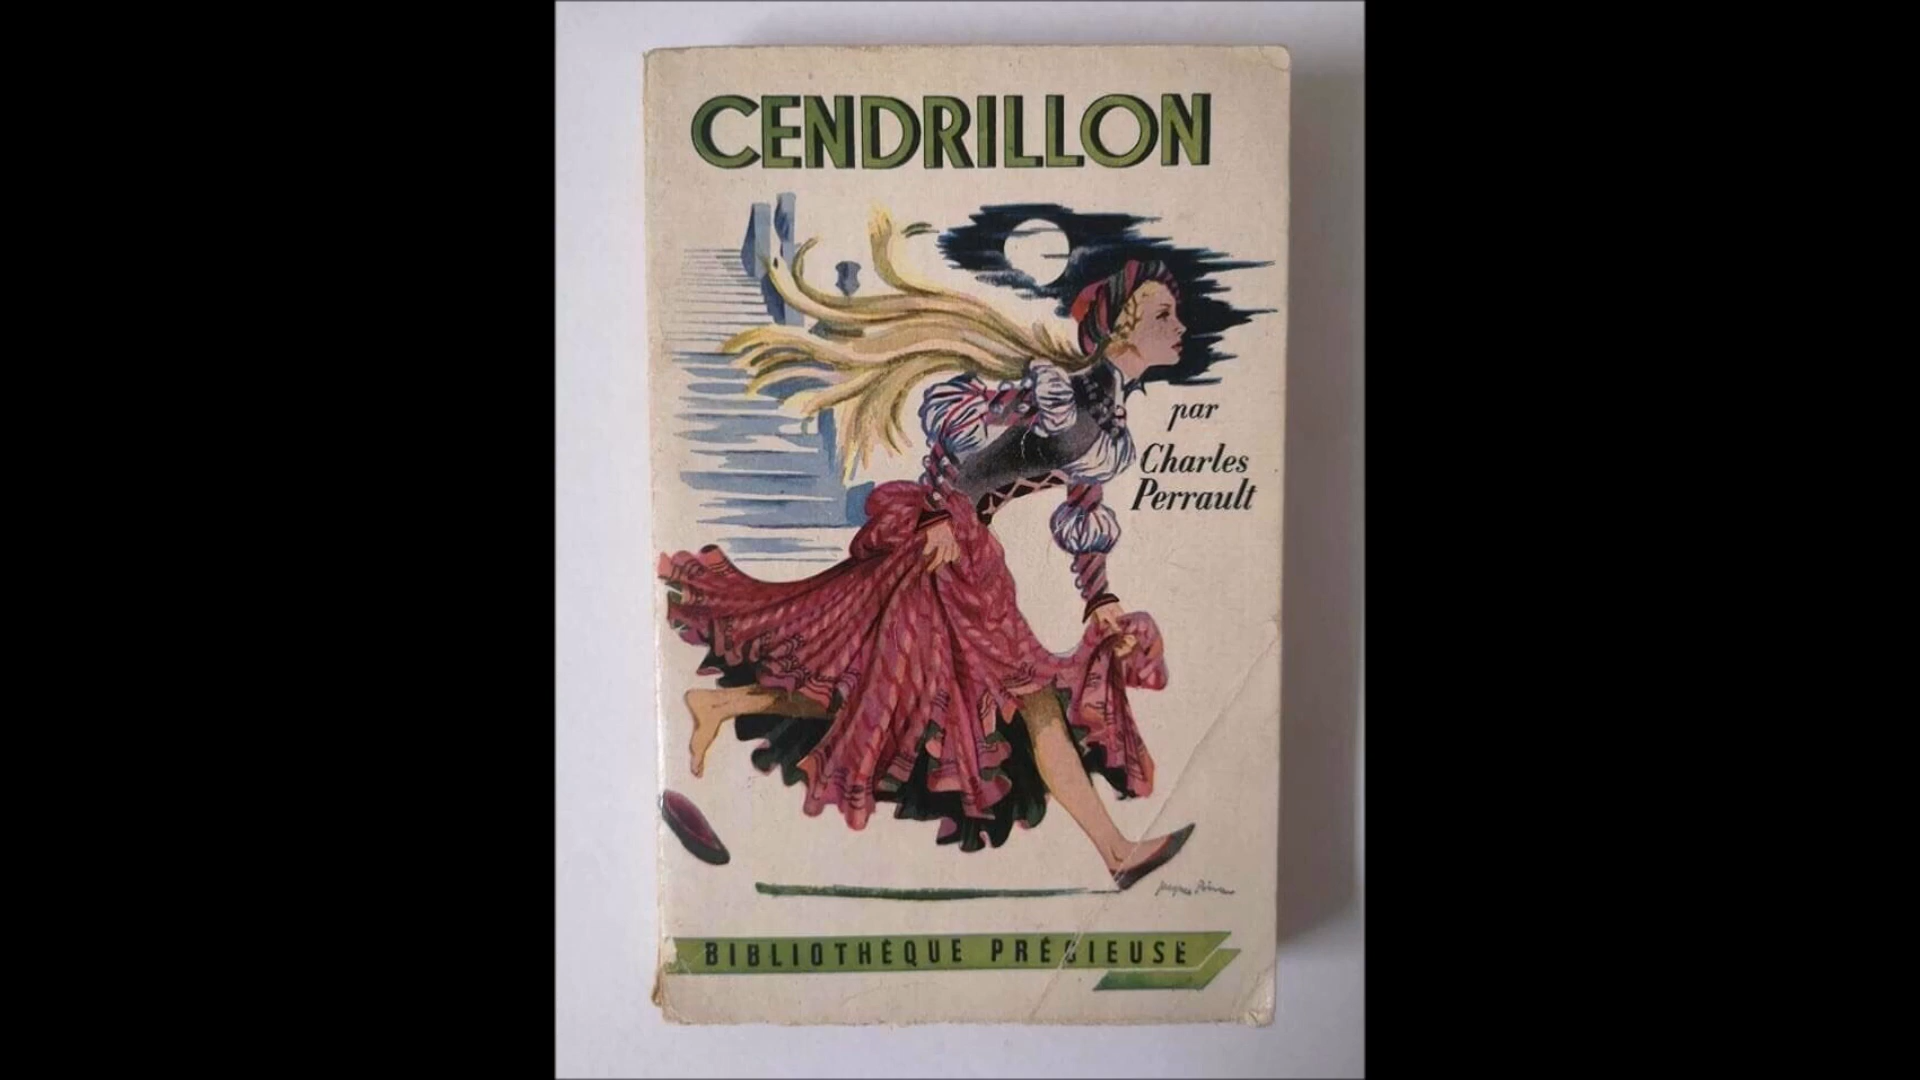 CENDRILLON
par
Charles
Perrault
BIBLIOTHÈQUE PRÉCIEUSE